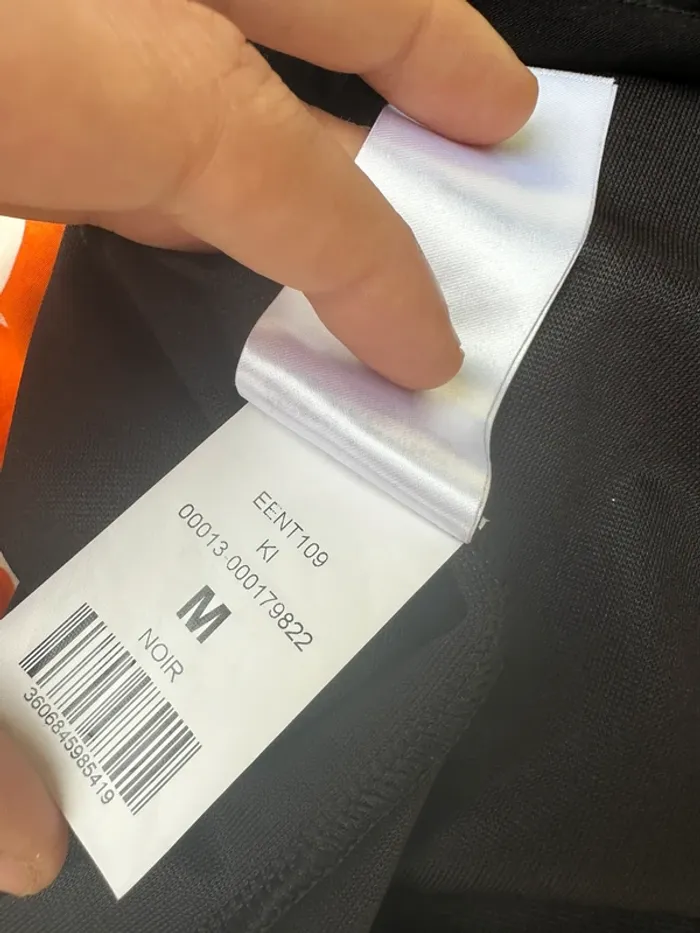 EENT109
KI
00013-000179822
M
NOIR
3606845985419